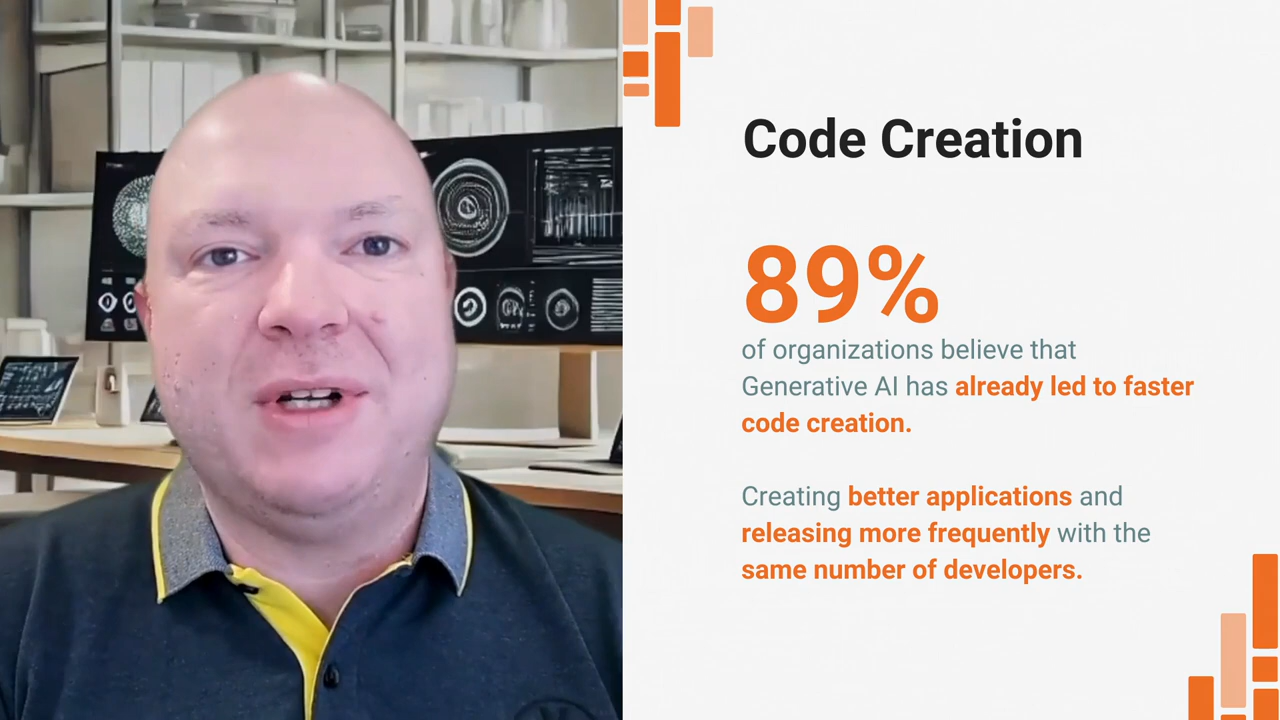 Code Creation
89%
of organizations believe that
Generative AI has already led to faster
code creation.
Creating better applications and
releasing more frequently with the
same number of developers.